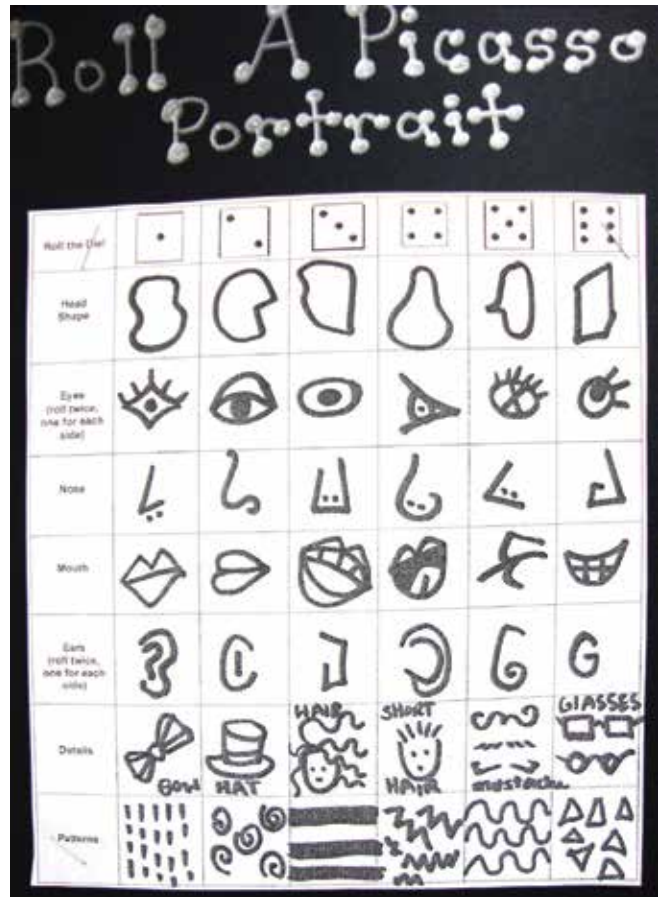 Roll A Picasso
Portrait
Roll the Die!
Head
Shape
Eyes
(roll twice,
one for each
side)
Nose
Mouth
Ears
(roll twice,
one for each
side)
Details
BOW
HAT
HAIR
SHORT
HAIR
mustache
GlASSES
Patterns